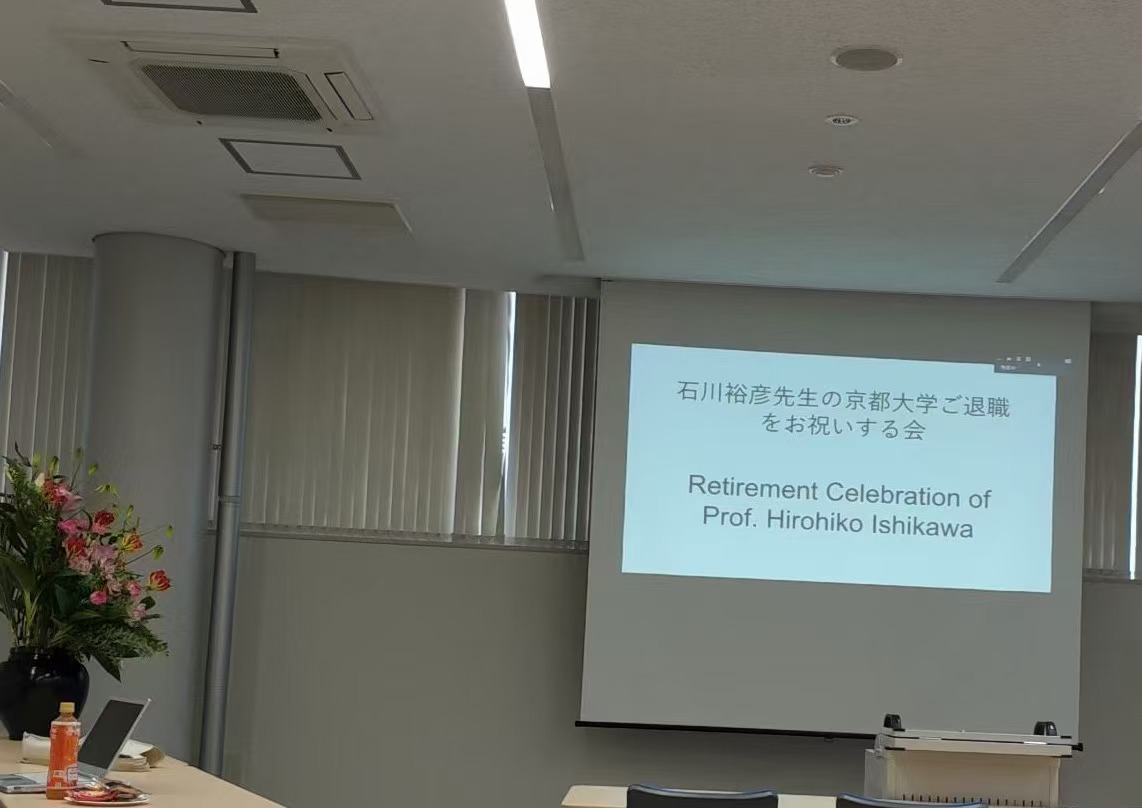 石川裕彦先生の京都大学ご退職
をお祝いする会
Retirement Celebration of
Prof. Hirohiko Ishikawa